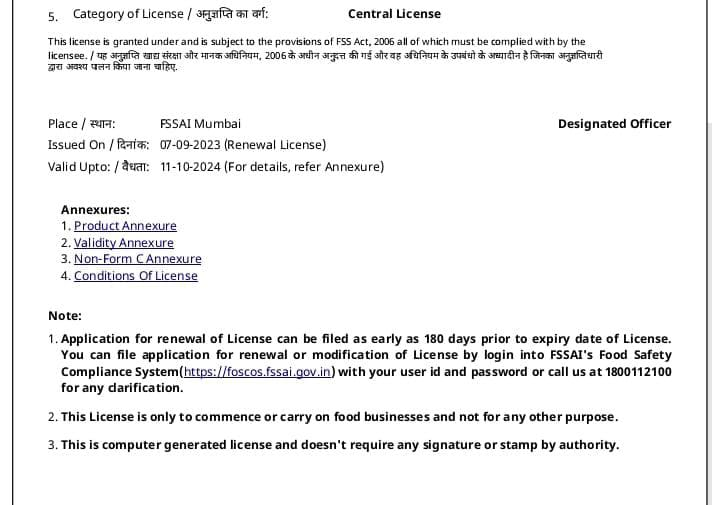 5. Category of License / अनुज्ञप्ति का वर्ग: Central License
This license is granted under and is subject to the provisions of FSS Act, 2006 all of which must be complied with by the
licensee. / यह अनुज्ञप्ति खाद्य संरक्षा और मानक अधिनियम, 2006 के अधीन अनुदत्त की गई और वह अधिनियम के उपबंधो के अध्यादीन है जिनका अनुज्ञप्तिधारी
द्वारा अवश्य पालन किया जाना चाहिए.
Place / स्थान: FSSAI Mumbai Designated Officer
Issued On / दिनांक: 07-09-2023 (Renewal License)
Valid Upto: / वैधता: 11-10-2024 (For details, refer Annexure)
Annexures:
1. Product Annexure
2. Validity Annexure
3. Non-Form C Annexure
4. Conditions Of License
Note:
1. Application for renewal of License can be filed as early as 180 days prior to expiry date of License.
You can file application for renewal or modification of License by login into FSSAI's Food Safety
Compliance System(https://foscos.fssai.gov.in) with your user id and password or call us at 1800112100
for any clarification.
2. This License is only to commence or carry on food businesses and not for any other purpose.
3. This is computer generated license and doesn't require any signature or stamp by authority.